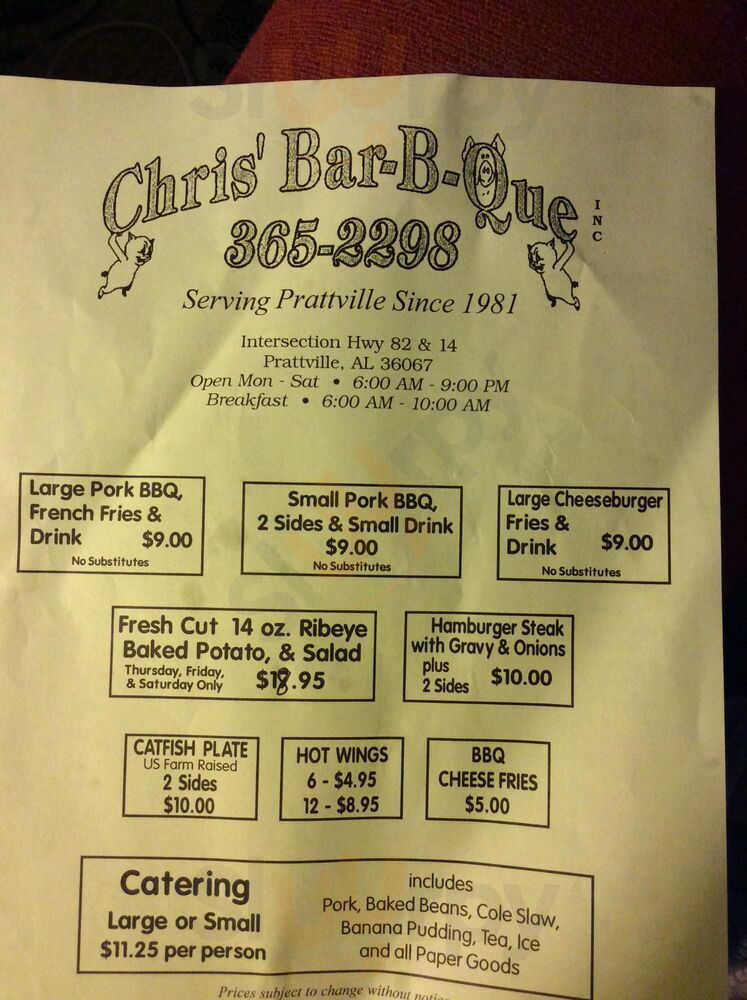 Chris' Bar-B-Que INC
365-2298
Serving Prattville Since 1981
Intersection Hwy 82 & 14
Prattville, AL 36067
Open Mon - Sat • 6:00 AM - 9:00 PM
Breakfast • 6:00 AM - 10:00 AM
Large Pork BBQ,
French Fries &
Drink $9.00
No Substitutes
Small Pork BBQ,
2 Sides & Small Drink
$9.00
No Substitutes
Large Cheeseburger
Fries &
Drink $9.00
No Substitutes
Fresh Cut 14 oz. Ribeye
Baked Potato, & Salad
Thursday, Friday,
& Saturday Only $18.95
Hamburger Steak
with Gravy & Onions
plus
2 Sides $10.00
CATFISH PLATE
US Farm Raised
2 Sides
$10.00
HOT WINGS
6 - $4.95
12 - $8.95
BBQ
CHEESE FRIES
$5.00
Catering
Large or Small
$11.25 per person
includes
Pork, Baked Beans, Cole Slaw,
Banana Pudding, Tea, Ice
and all Paper Goods
Prices subject to change without